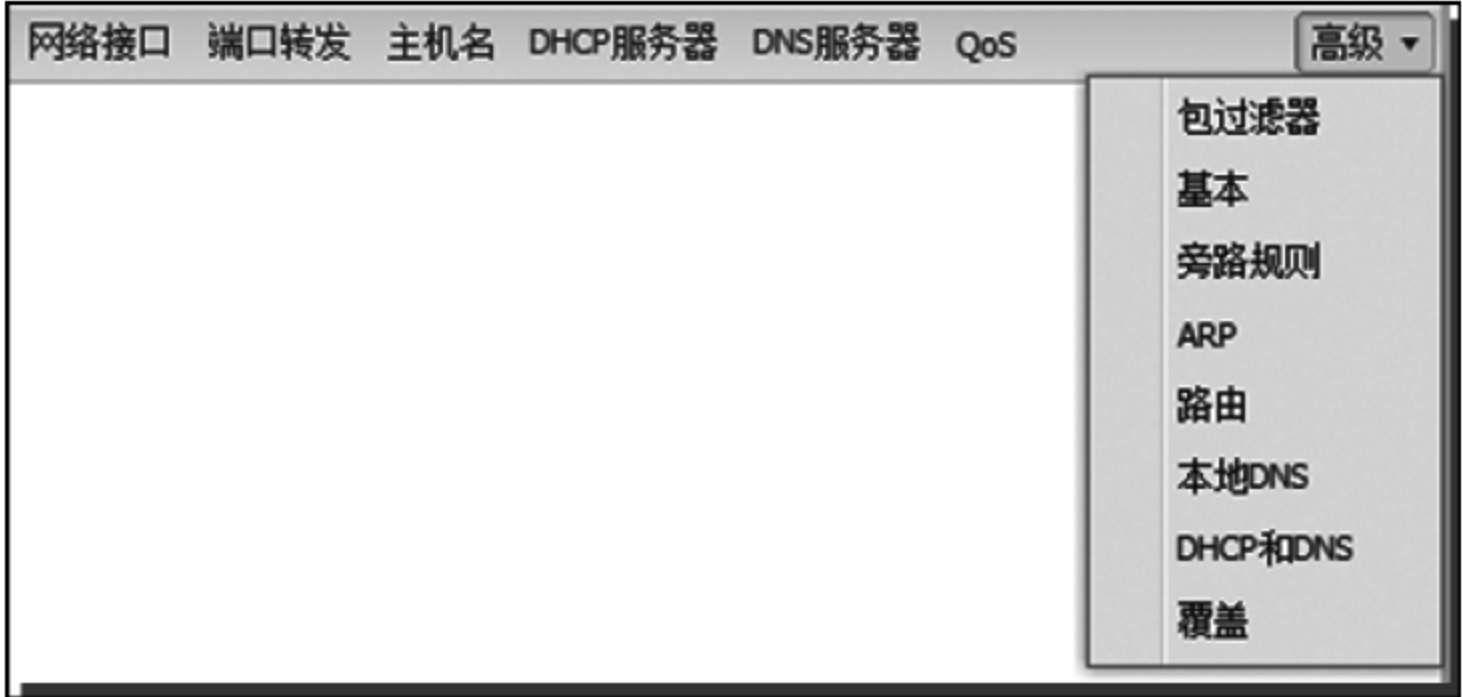 网络接口 端口转发 主机名 DHCP服务器 DNS服务器 QoS 高级
包过滤器
基本
旁路规则
ARP
路由
本地DNS
DHCP和DNS
覆盖